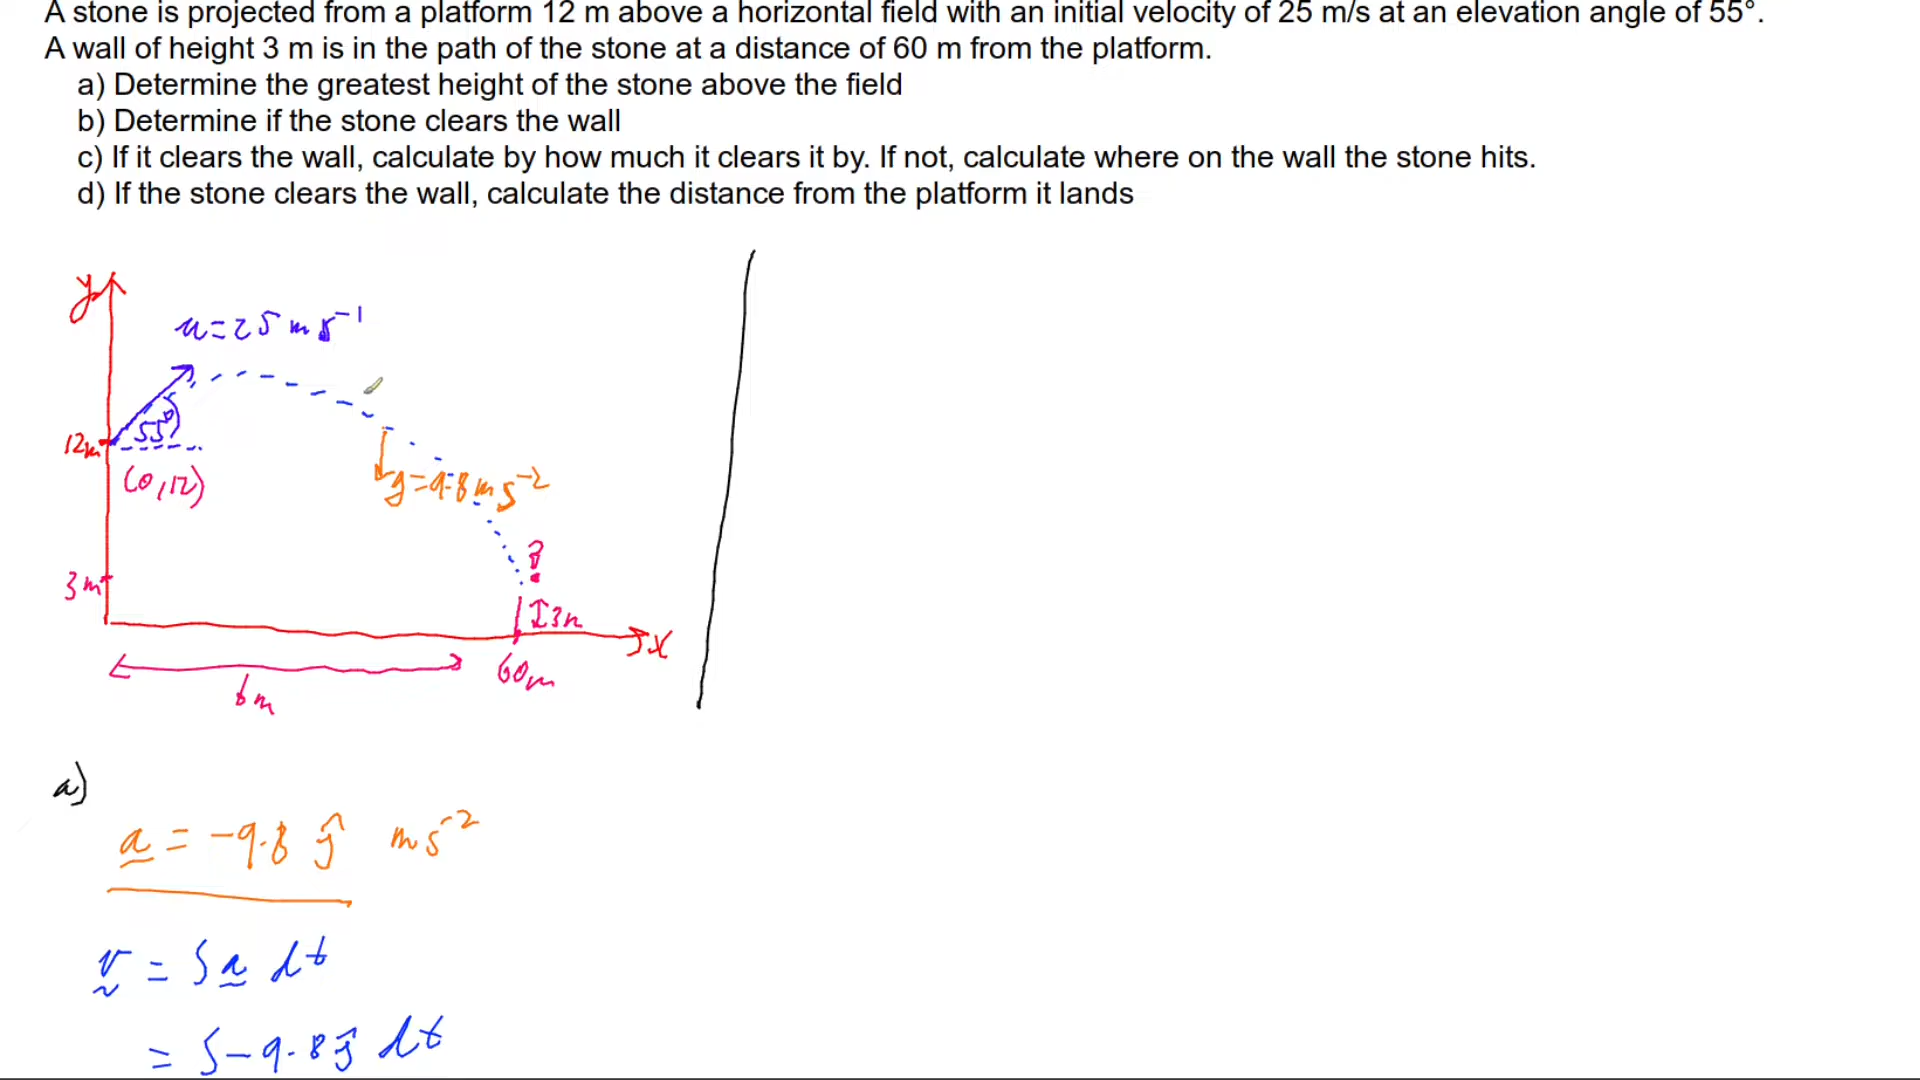 A stone is projected from a platform 12 m above a horizontal field with an initial velocity of 25 m/s at an elevation angle of 55°.
A wall of height 3 m is in the path of the stone at a distance of 60 m from the platform.
a) Determine the greatest height of the stone above the field
b) Determine if the stone clears the wall
c) If it clears the wall, calculate by how much it clears it by. If not, calculate where on the wall the stone hits.
d) If the stone clears the wall, calculate the distance from the platform it lands
y
u = 25 m s⁻¹
55°
12m
(0,12)
g = 9.8 m s⁻²
?
3m
3m
x
60m
6m
a)
a = -9.8 ĵ m s⁻²
v = ∫ a dt
= ∫ -9.8 ĵ dt